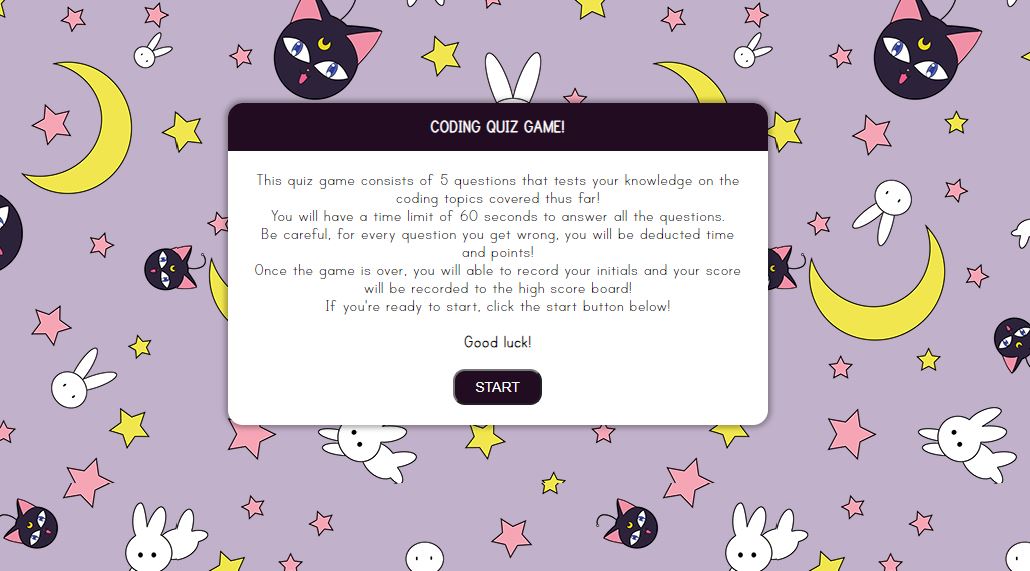 CODING QUIZ GAME!
This quiz game consists of 5 questions that tests your knowledge on the
coding topics covered thus far!
You will have a time limit of 60 seconds to answer all the questions.
Be careful, for every question you get wrong, you will be deducted time
and points!
Once the game is over, you will able to record your initials and your score
will be recorded to the high score board!
If you're ready to start, click the start button below!
Good luck!
START